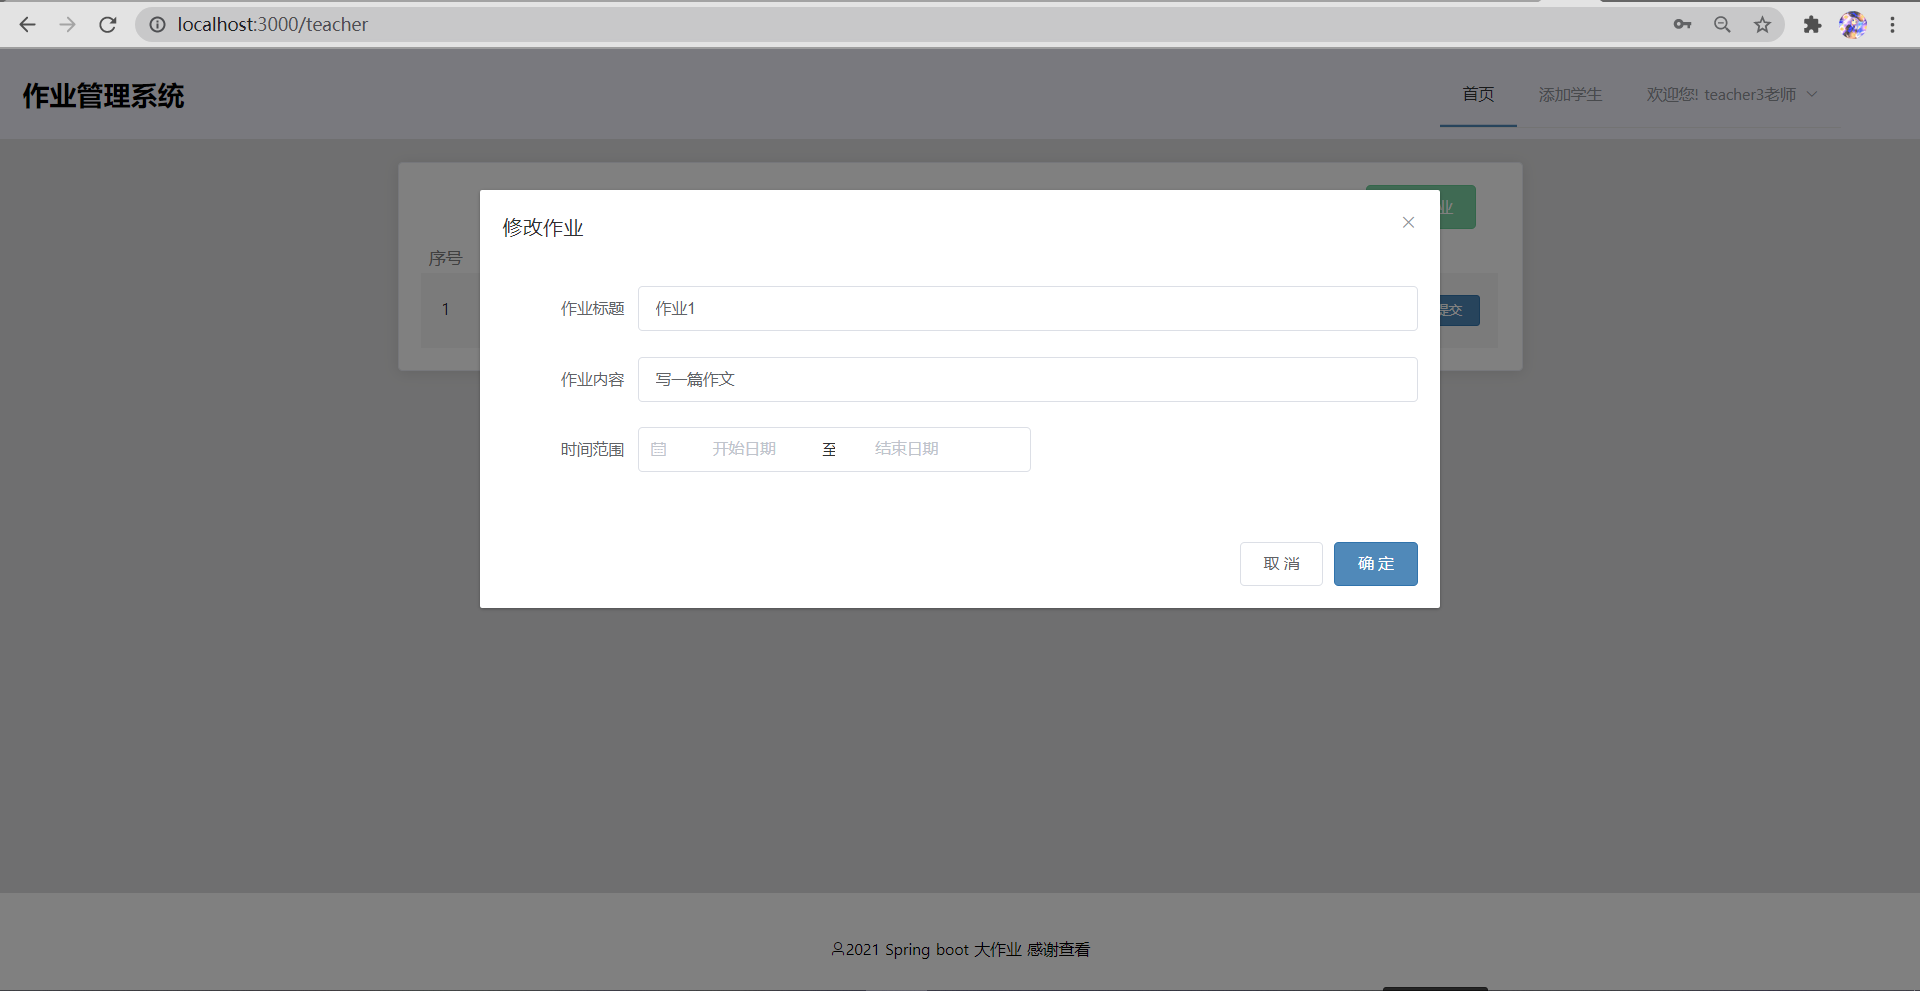 localhost:3000/teacher
作业管理系统
首页 添加学生 欢迎您! teacher3老师
业
修改作业
序号
作业标题 作业1
1
提交
作业内容 写一篇作文
时间范围 开始日期 至 结束日期
取 消 确 定
2021 Spring boot 大作业 感谢查看